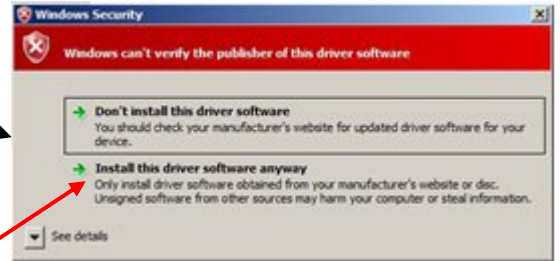 Windows Security
Windows can't verify the publisher of this driver software
Don't install this driver software
You should check your manufacturer's website for updated driver software for your
device.
Install this driver software anyway
Only install driver software obtained from your manufacturer's website or disc.
Unsigned software from other sources may harm your computer or steal information.
See details